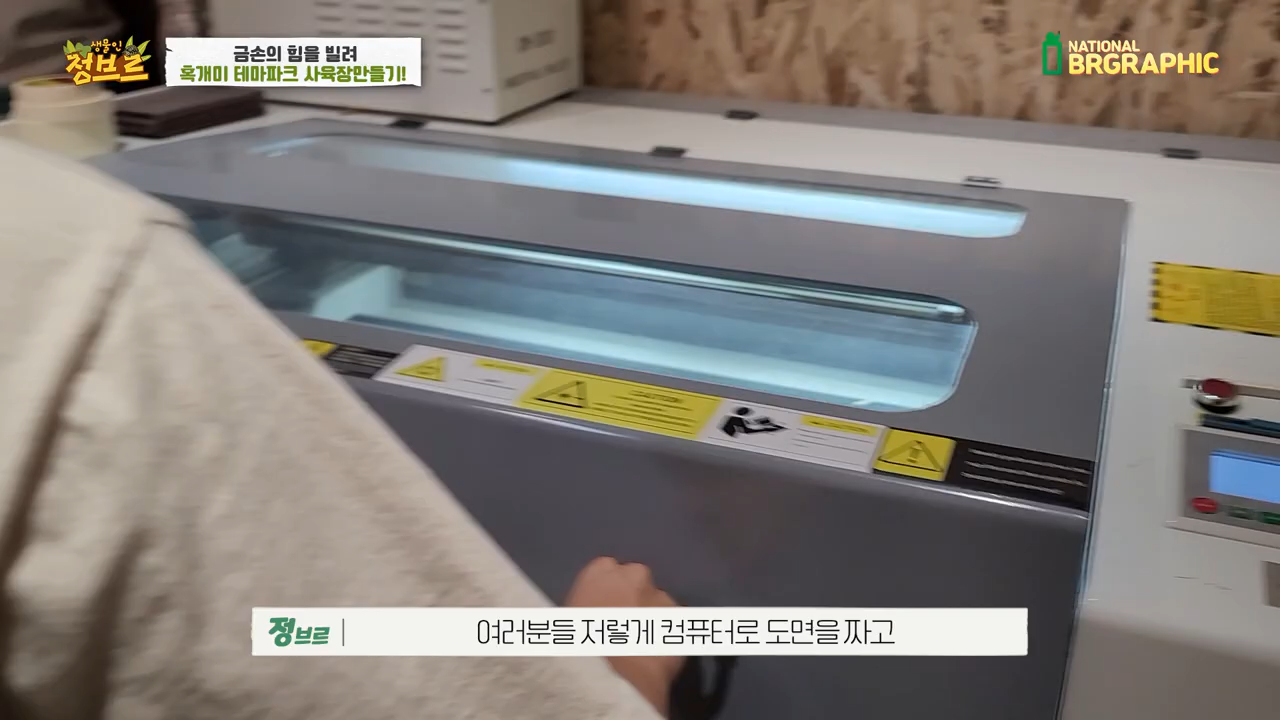 생물인
정브르
금손의 힘을 빌려
혹개미 테마파크 사육장만들기!
NATIONAL
BRGRAPHIC
정브르
여러분들 저렇게 컴퓨터로 도면을 짜고